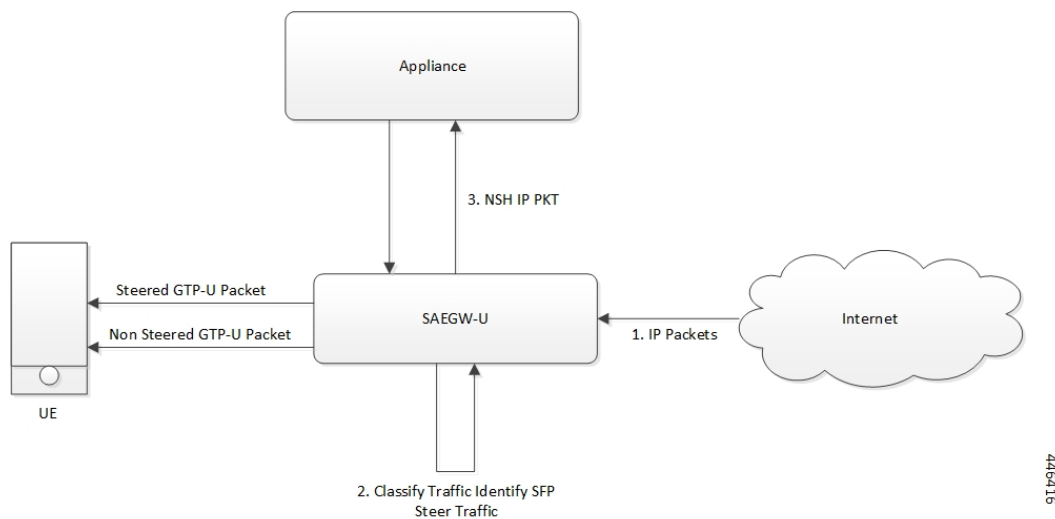 Appliance
3. NSH IP PKT
Steered GTP-U Packet
SAEGW-U
Internet
Non Steered GTP-U Packet
1. IP Packets
UE
2. Classify Traffic Identify SFP
Steer Traffic
446416